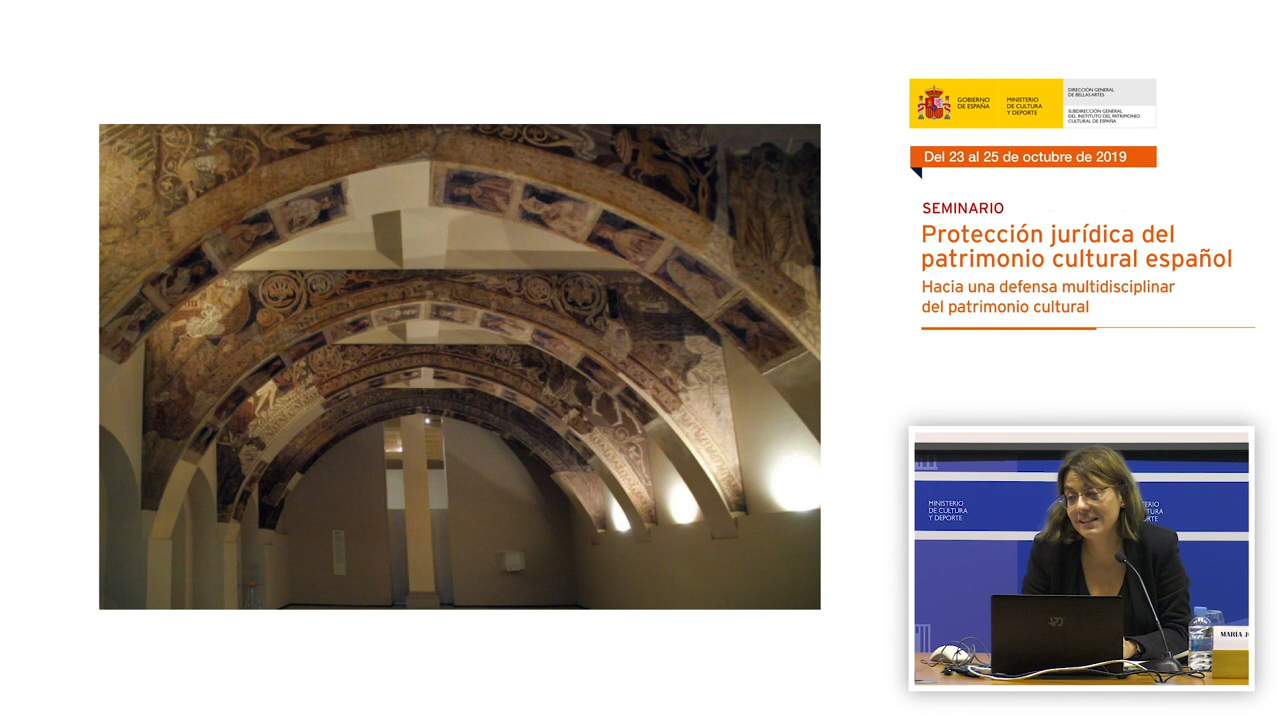 GOBIERNO
DE ESPAÑA
MINISTERIO
DE CULTURA
Y DEPORTE
DIRECCIÓN GENERAL
DE BELLAS ARTES
SUBDIRECCIÓN GENERAL
DEL INSTITUTO DEL PATRIMONIO
CULTURAL DE ESPAÑA
Del 23 al 25 de octubre de 2019
SEMINARIO
Protección jurídica del
patrimonio cultural español
Hacia una defensa multidisciplinar
del patrimonio cultural
MINISTERIO
DE CULTURA
Y DEPORTE
MARÍA J